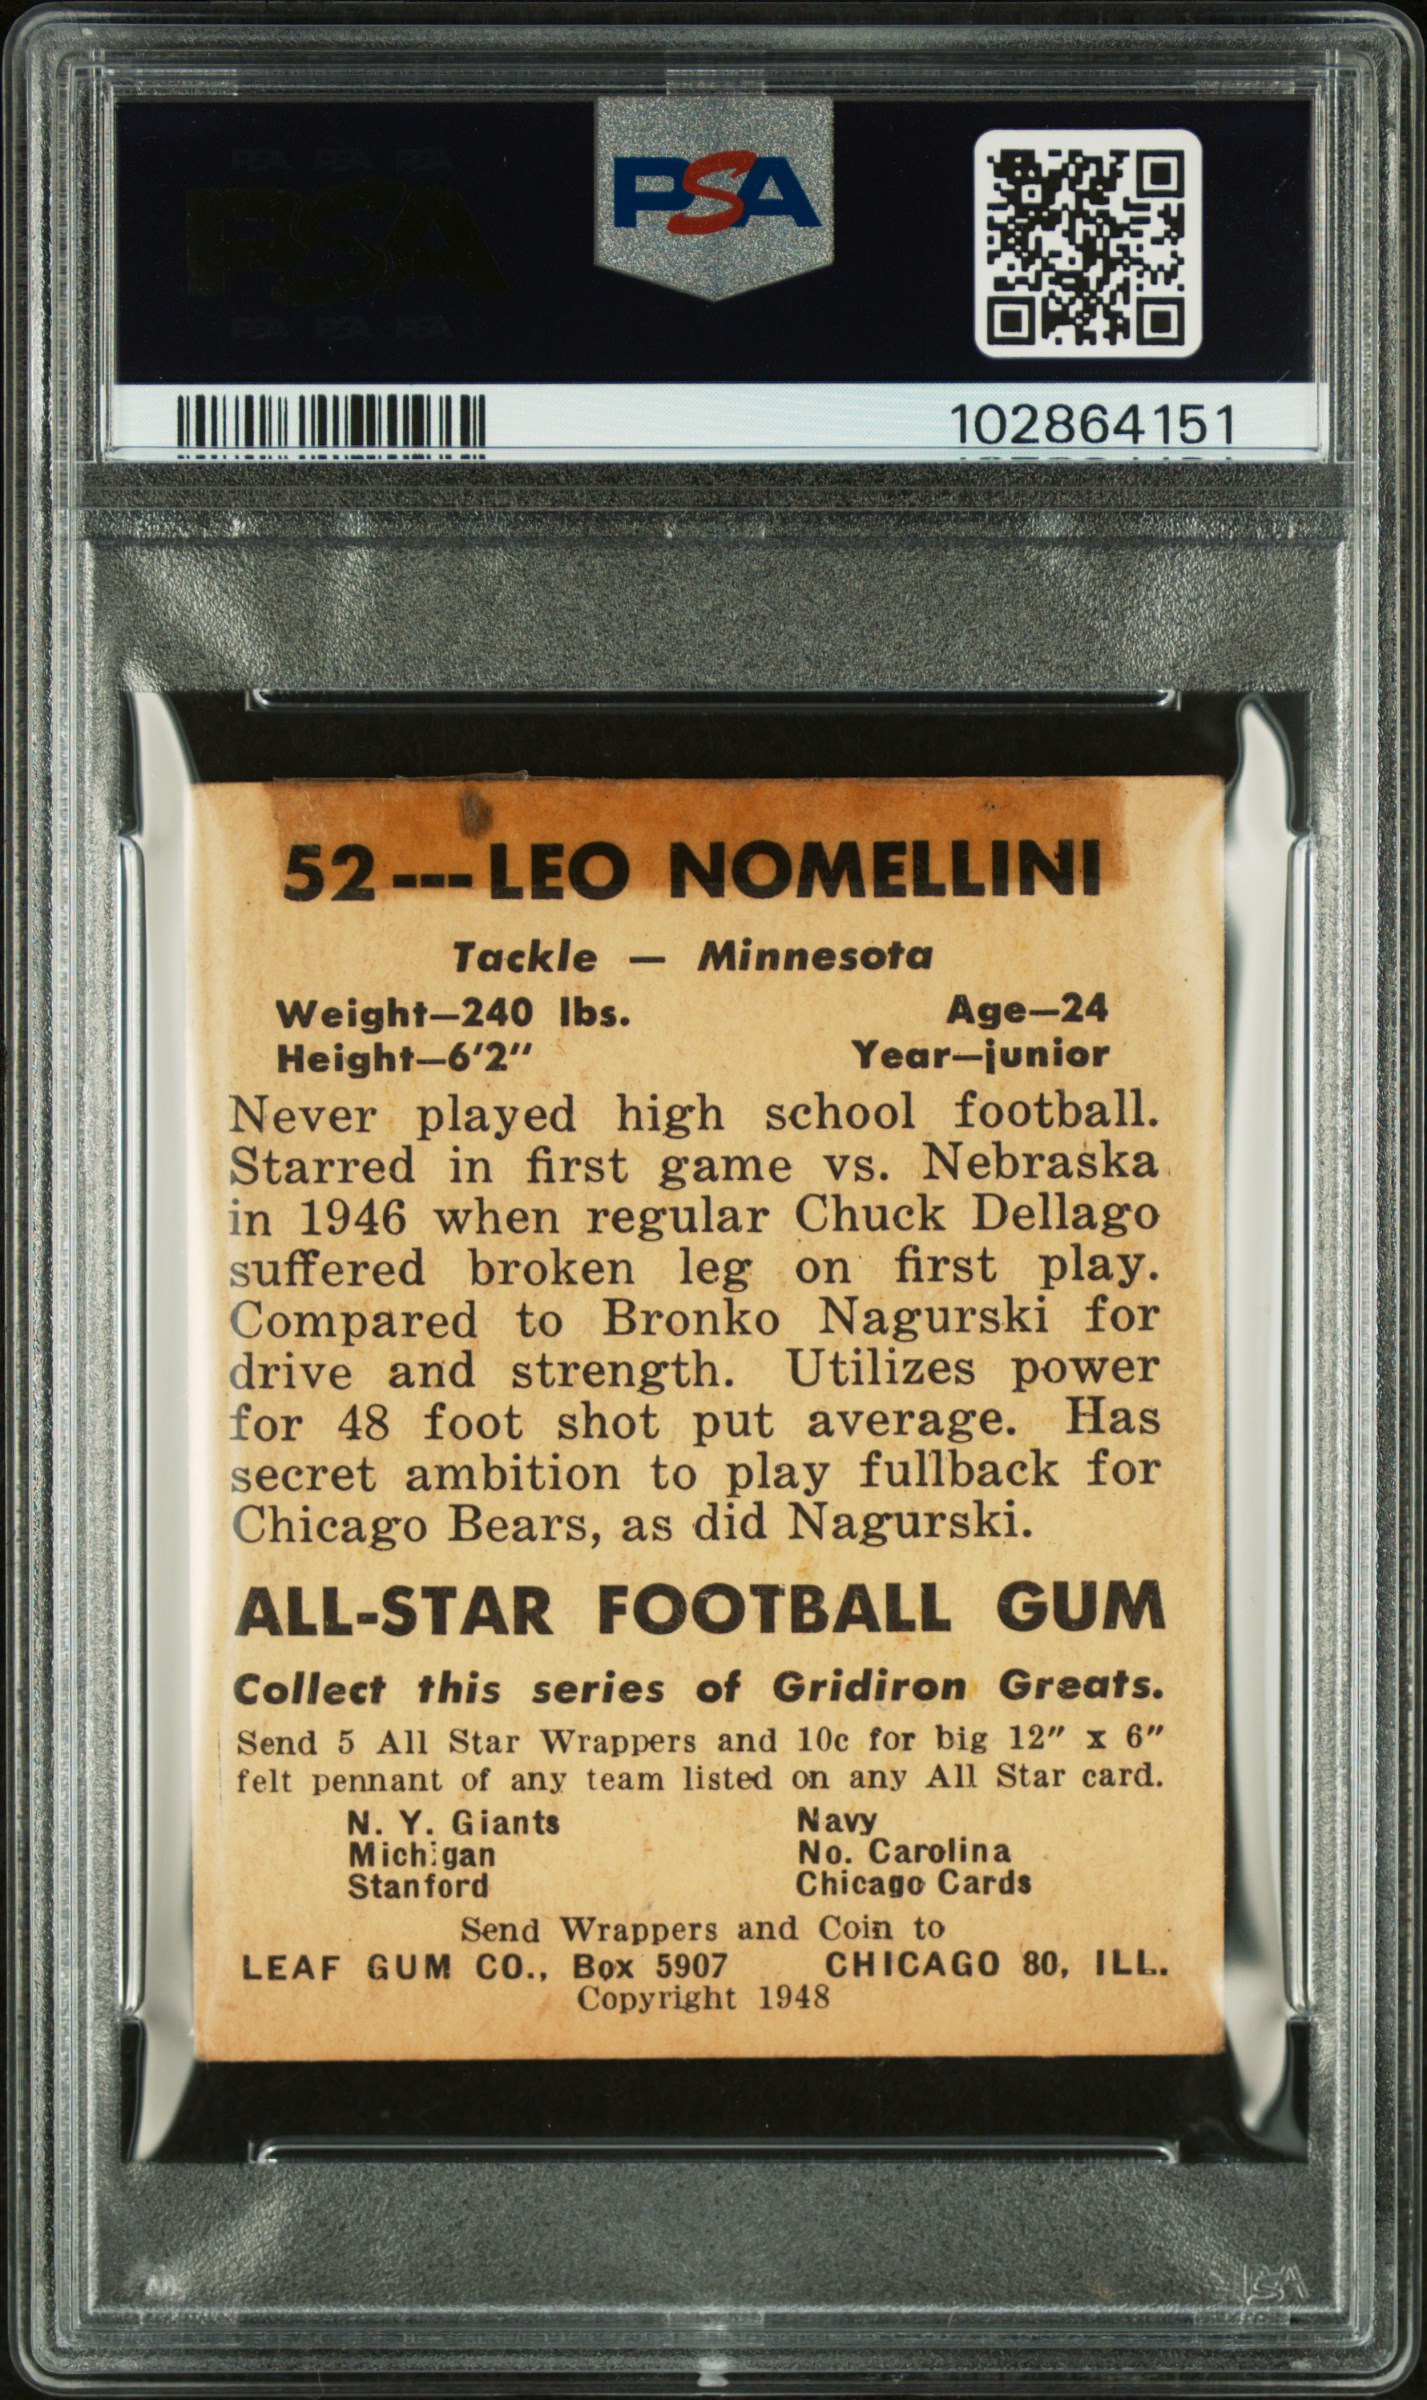 PSA
102864151
52---LEO NOMELLINI
Tackle — Minnesota
Weight—240 lbs. Age—24
Height—6'2" Year—junior
Never played high school football.
Starred in first game vs. Nebraska
in 1946 when regular Chuck Dellago
suffered broken leg on first play.
Compared to Bronko Nagurski for
drive and strength. Utilizes power
for 48 foot shot put average. Has
secret ambition to play fullback for
Chicago Bears, as did Nagurski.
ALL-STAR FOOTBALL GUM
Collect this series of Gridiron Greats.
Send 5 All Star Wrappers and 10c for big 12" x 6"
felt pennant of any team listed on any All Star card.
N. Y. Giants Navy
Michigan No. Carolina
Stanford Chicago Cards
Send Wrappers and Coin to
LEAF GUM CO., Box 5907 CHICAGO 80, ILL.
Copyright 1948
PSA